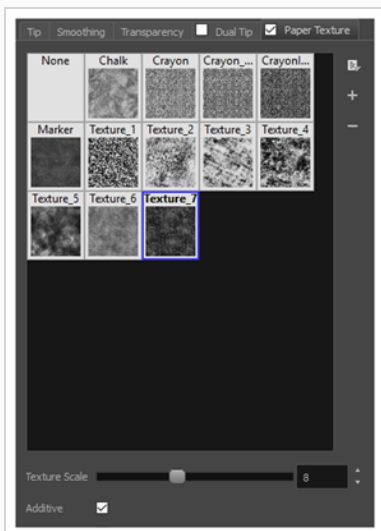 Tip Smoothing Transparency Dual Tip Paper Texture
None Chalk Crayon Crayon_... Crayonl...
Marker Texture_1 Texture_2 Texture_3 Texture_4
Texture_5 Texture_6 Texture_7
Texture Scale 8
Additive